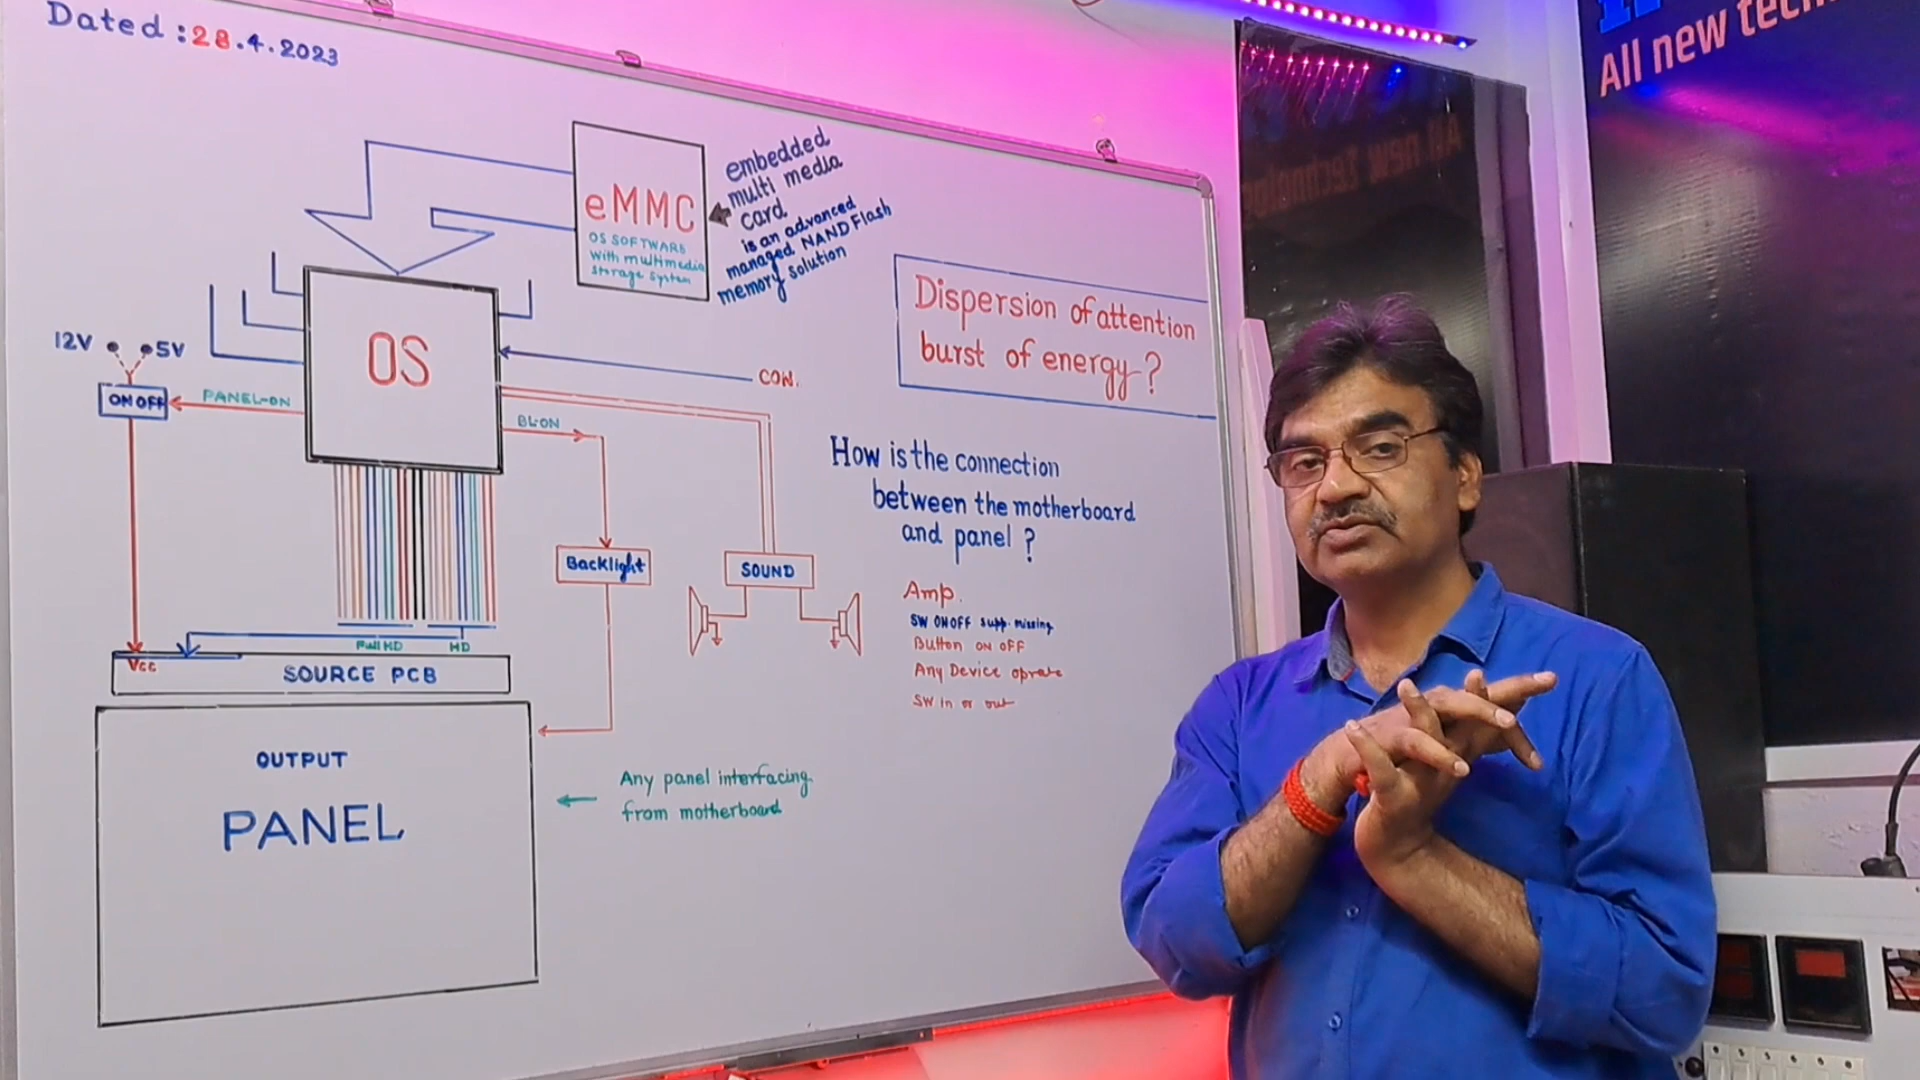 Dated : 28.4.2023
All new tech
eMMC
OS SOFTWARE
with multmedia
storage system
embedded
multi media
card
is an advanced
managed NAND Flash
memory solution
Dispersion of attention
burst of energy ?
OS
12V
5V
ON OFF
PANEL-ON
CON.
BL-ON
How is the connection
between the motherboard
and panel ?
Backlight
SOUND
Amp.
SW ON OFF supp. missing
Button ON OFF
Any Device oprate
SW in or out
Full HD
HD
Vcc
SOURCE PCB
OUTPUT
PANEL
Any panel interfacing
from motherboard